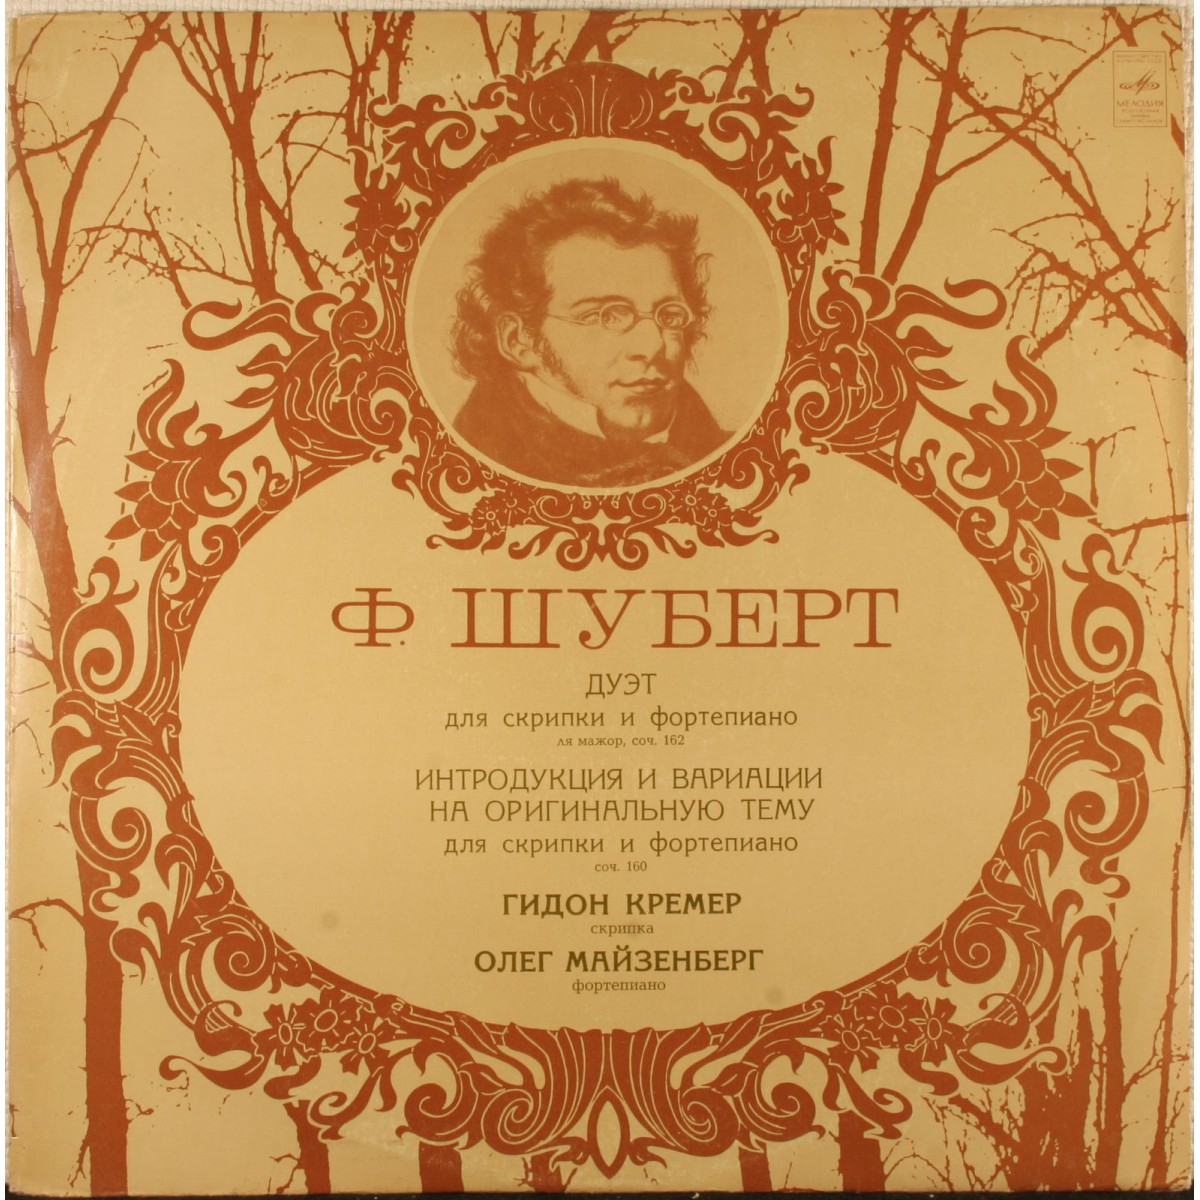 МЕЛОДИЯ
Ф. ШУБЕРТ
ДУЭТ
для скрипки и фортепиано
ля мажор, соч. 162
ИНТРОДУКЦИЯ И ВАРИАЦИИ
НА ОРИГИНАЛЬНУЮ ТЕМУ
для скрипки и фортепиано
соч. 160
ГИДОН КРЕМЕР
скрипка
ОЛЕГ МАЙЗЕНБЕРГ
фортепиано